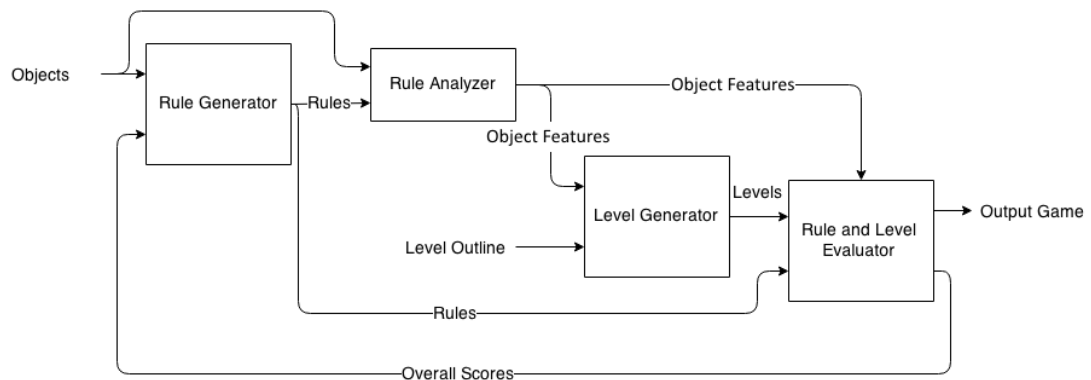 Objects
Rule Generator
Rules
Rule Analyzer
Object Features
Object Features
Level Outline
Level Generator
Levels
Rule and Level
Evaluator
Output Game
Rules
Overall Scores